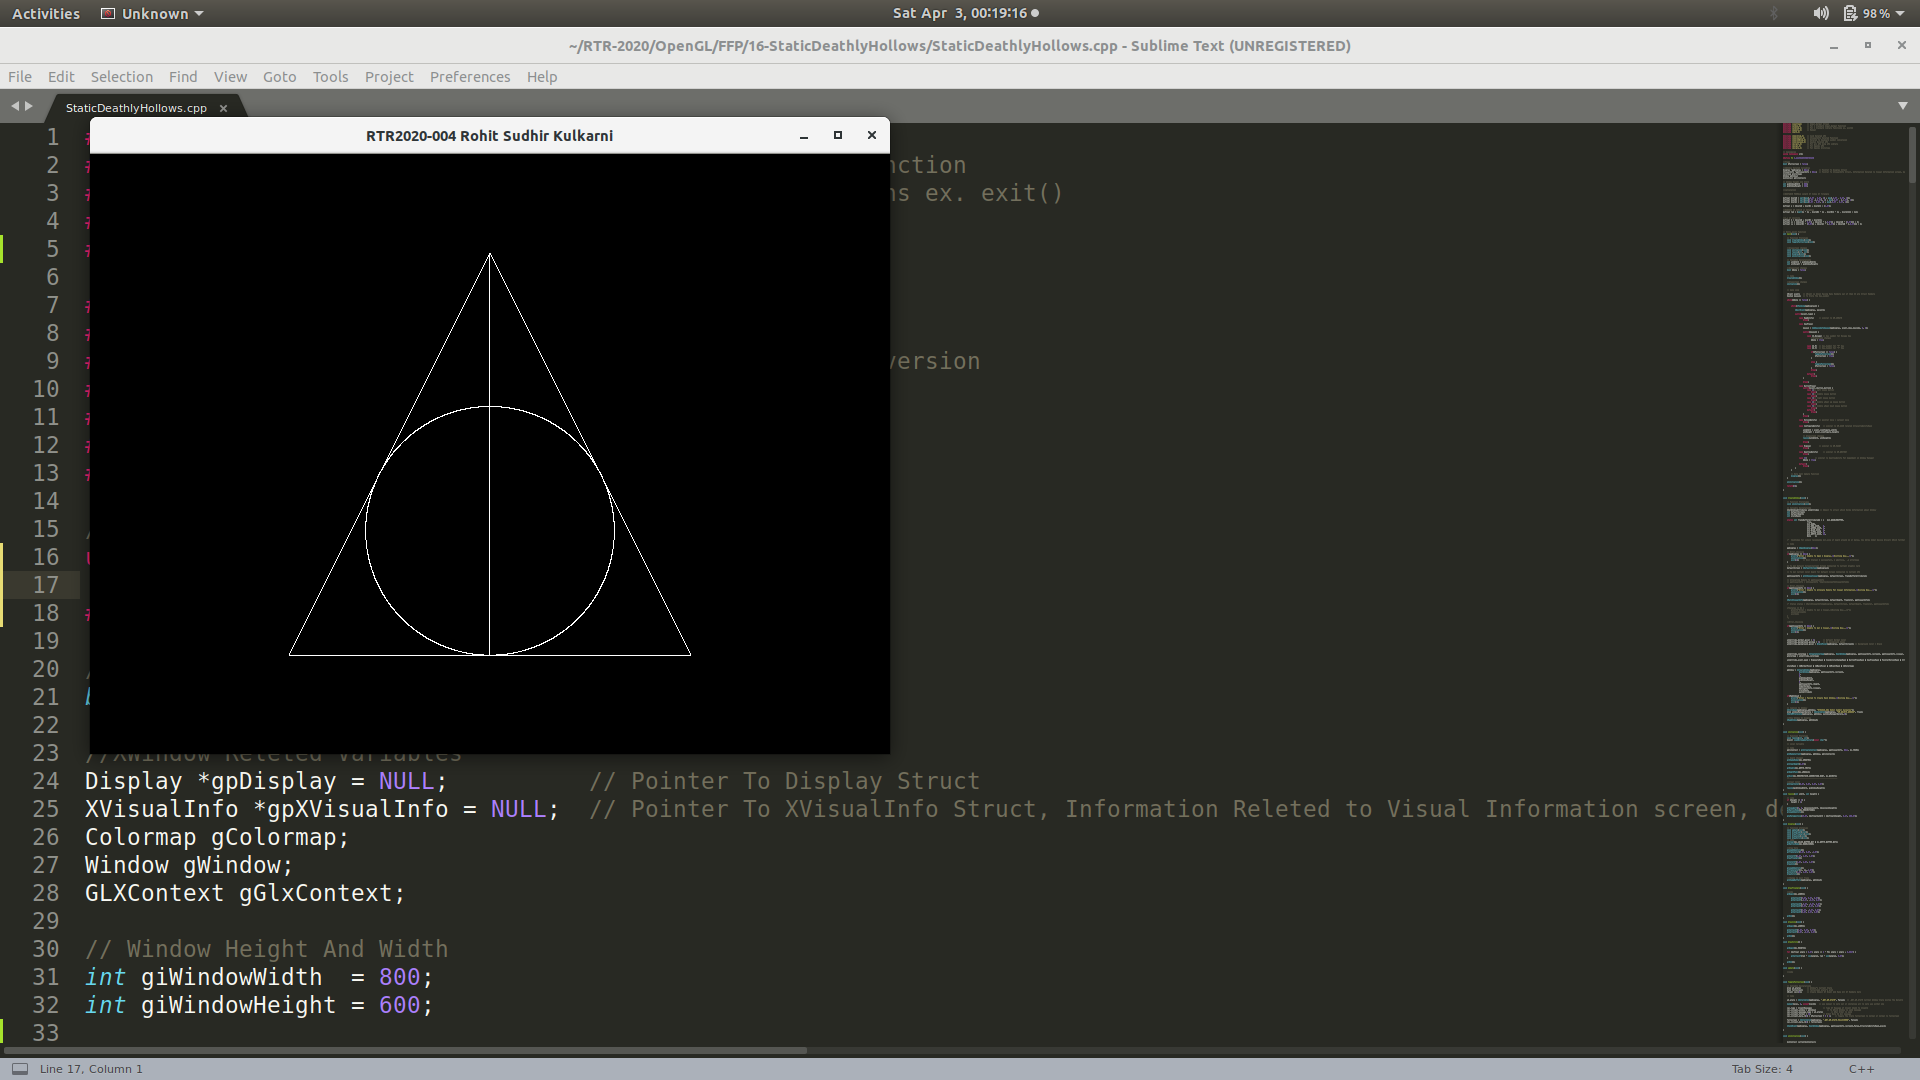 Activities
Unknown
Sat Apr 3, 00:19:16
98 %
~/RTR-2020/OpenGL/FFP/16-StaticDeathlyHollows/StaticDeathlyHollows.cpp - Sublime Text (UNREGISTERED)
File Edit Selection Find View Goto Tools Project Preferences Help
StaticDeathlyHollows.cpp
RTR2020-004 Rohit Sudhir Kulkarni
1
2 nction
3 ns ex. exit()
4
5
6
7
8
9 version
10
11
12
13
14
15
16
17
18
19
20
21
22
23 //XWindow Releted Variables
24 Display *gpDisplay = NULL; // Pointer To Display Struct
25 XVisualInfo *gpXVisualInfo = NULL; // Pointer To XVisualInfo Struct, Information Releted to Visual Information screen, d
26 Colormap gColormap;
27 Window gWindow;
28 GLXContext gGlxContext;
29
30 // Window Height And Width
31 int giWindowWidth = 800;
32 int giWindowHeight = 600;
33
Line 17, Column 1
Tab Size: 4
C++